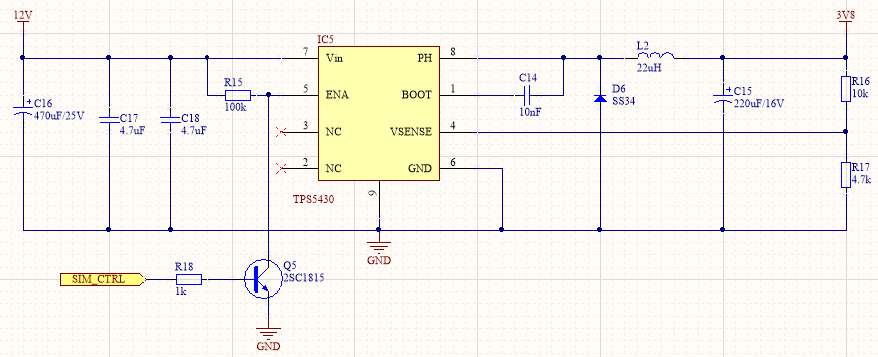 12V
3V8
IC5
7 Vin PH 8
L2
22uH
R15
100k
5 ENA BOOT 1
C14
10nF
D6
SS34
C15
220uF/16V
R16
10k
C16
470uF/25V
C17
4.7uF
C18
4.7uF
3 NC VSENSE 4
2 NC GND 6
R17
4.7k
TPS5430
9
GND
SIM_CTRL
R18
1k
Q5
2SC1815
GND